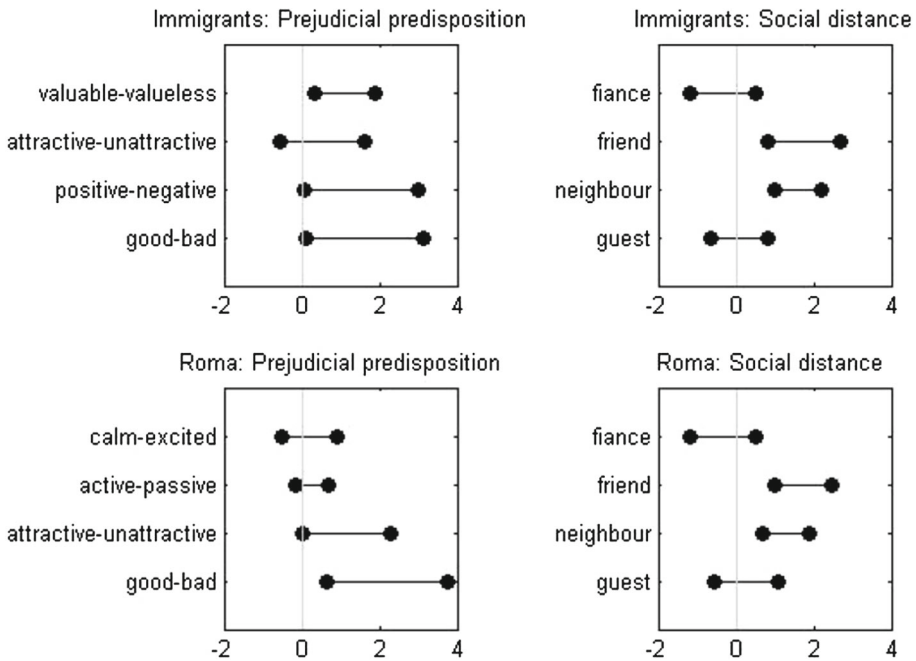 Immigrants: Prejudicial predisposition
valuable-valueless
attractive-unattractive
positive-negative
good-bad
-2 0 2 4
Immigrants: Social distance
fiance
friend
neighbour
guest
-2 0 2 4
Roma: Prejudicial predisposition
calm-excited
active-passive
attractive-unattractive
good-bad
-2 0 2 4
Roma: Social distance
fiance
friend
neighbour
guest
-2 0 2 4